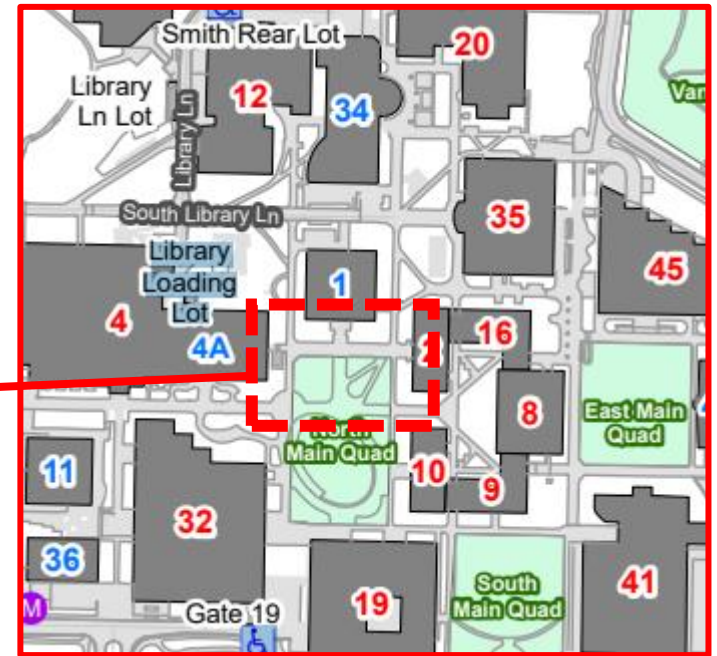 Smith Rear Lot
20
Library
Ln Lot
12
34
Van
Library Ln
South Library Ln
35
Library
Loading
Lot
1
45
4
4A
2
16
8
East Main
Quad
North
Main Quad
11
10
9
32
36
M
Gate 19
19
South
Main Quad
41